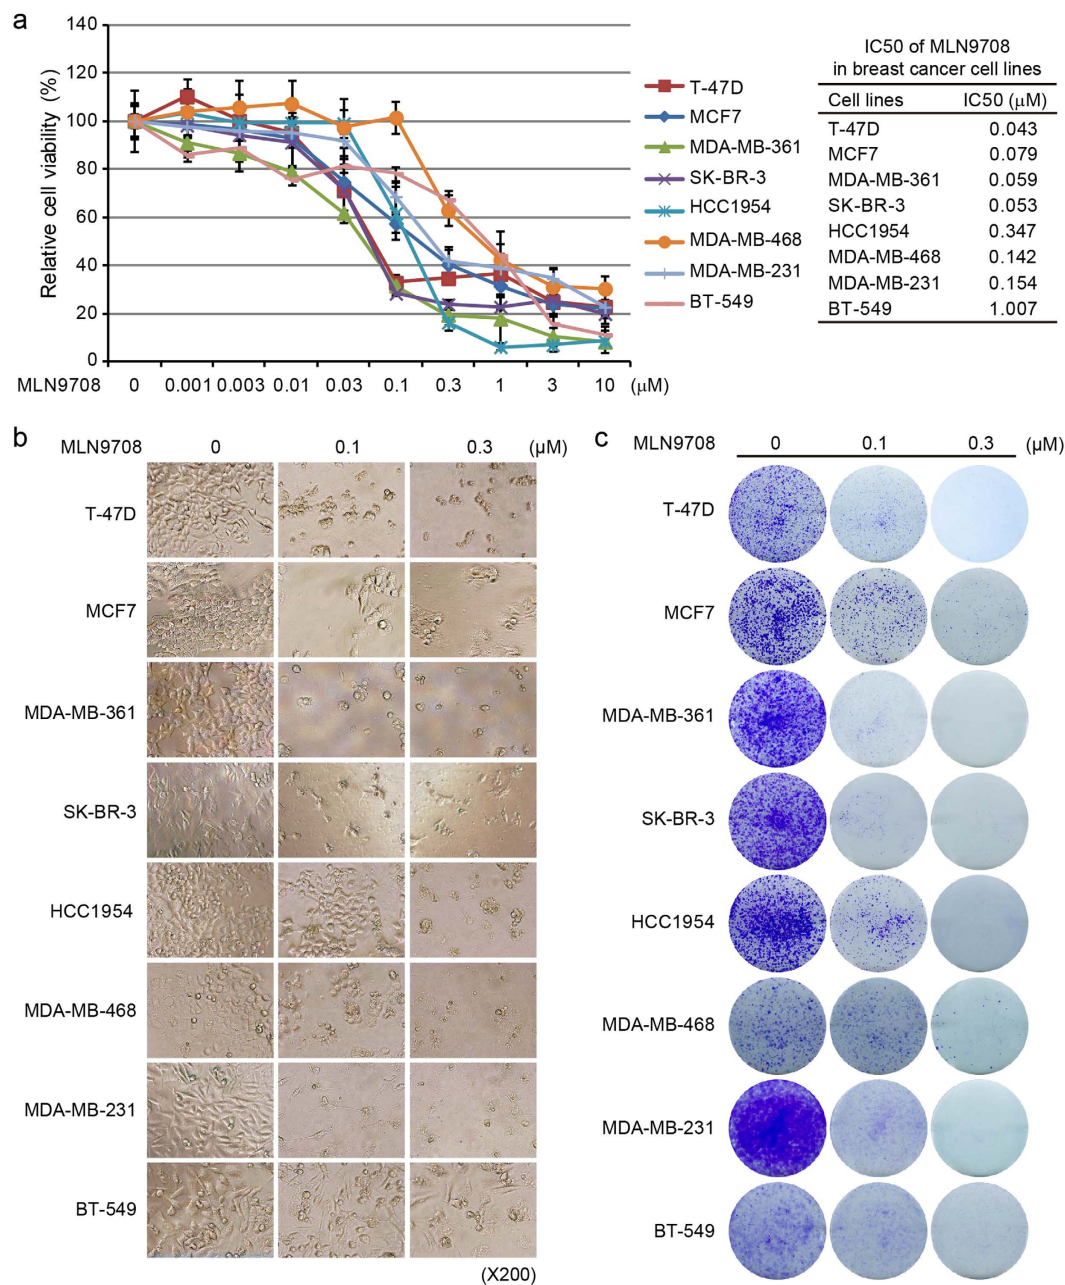 a
Relative cell viability (%)
140
120
100
80
60
40
20
0
MLN9708 0 0.001 0.003 0.01 0.03 0.1 0.3 1 3 10 (μM)
T-47D
MCF7
MDA-MB-361
SK-BR-3
HCC1954
MDA-MB-468
MDA-MB-231
BT-549
IC50 of MLN9708
in breast cancer cell lines
Cell lines IC50 (μM)
T-47D 0.043
MCF7 0.079
MDA-MB-361 0.059
SK-BR-3 0.053
HCC1954 0.347
MDA-MB-468 0.142
MDA-MB-231 0.154
BT-549 1.007
b
MLN9708 0 0.1 0.3 (μM)
T-47D
MCF7
MDA-MB-361
SK-BR-3
HCC1954
MDA-MB-468
MDA-MB-231
BT-549
(X200)
c
MLN9708 0 0.1 0.3 (μM)
T-47D
MCF7
MDA-MB-361
SK-BR-3
HCC1954
MDA-MB-468
MDA-MB-231
BT-549